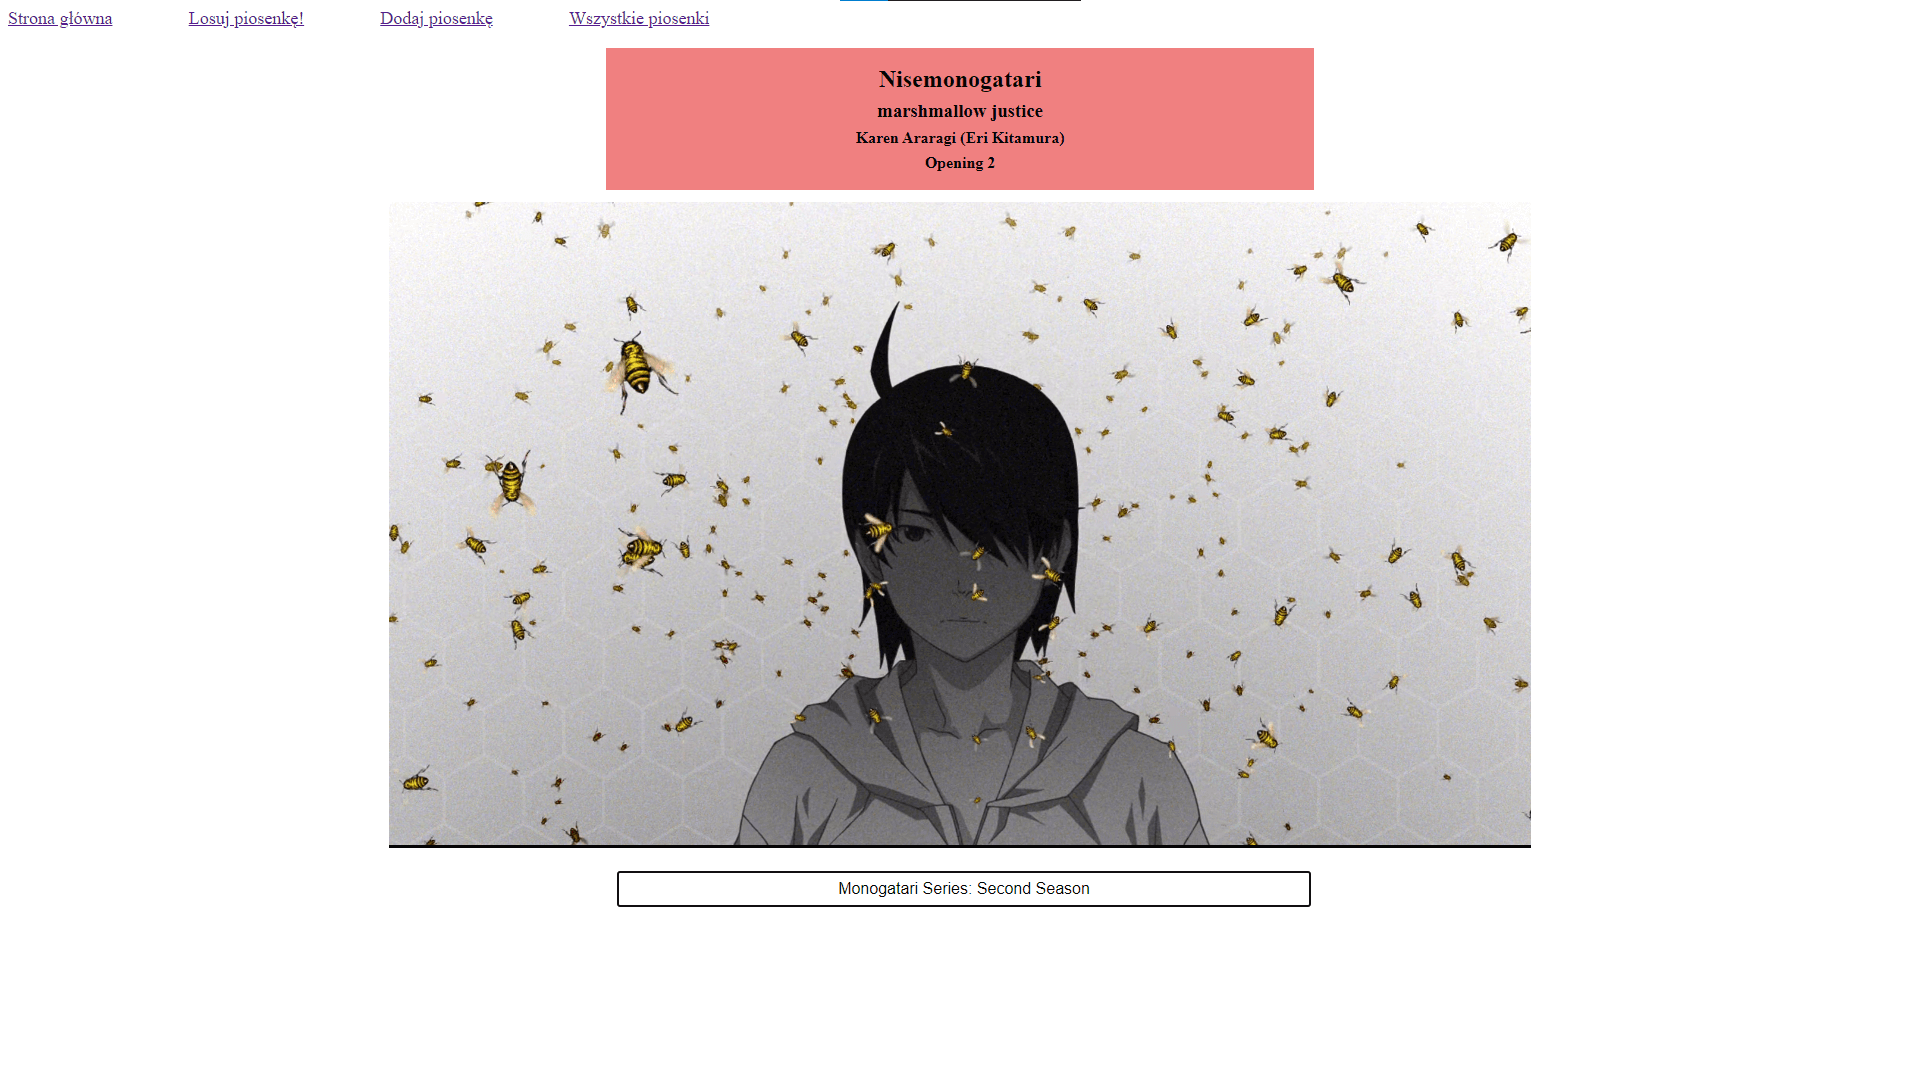 Strona główna Losuj piosenkę! Dodaj piosenkę Wszystkie piosenki
Nisemonogatari
marshmallow justice
Karen Araragi (Eri Kitamura)
Opening 2
Monogatari Series: Second Season